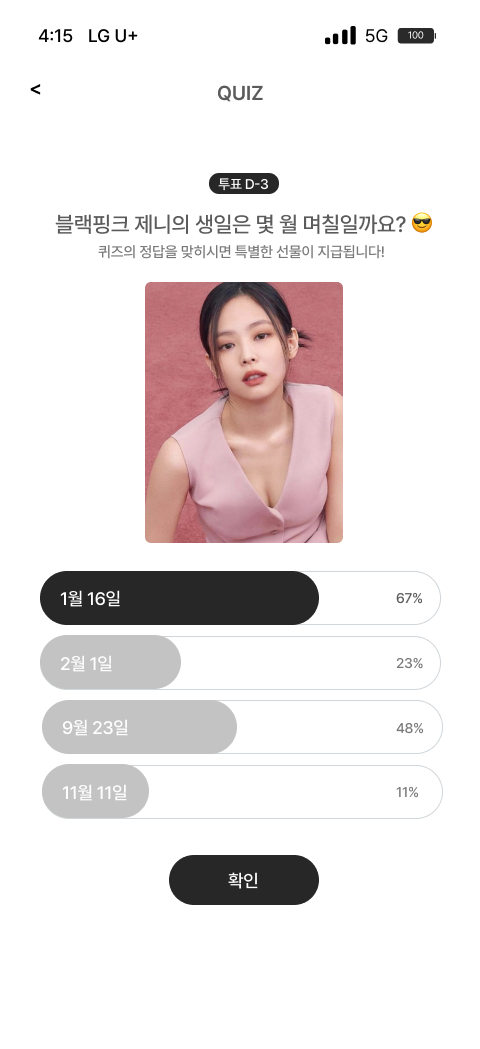 4:15 LG U+ 5G 100
< QUIZ
투표 D-3
블랙핑크 제니의 생일은 몇 월 며칠일까요? 😎
퀴즈의 정답을 맞히시면 특별한 선물이 지급됩니다!
1월 16일 67%
2월 1일 23%
9월 23일 48%
11월 11일 11%
확인